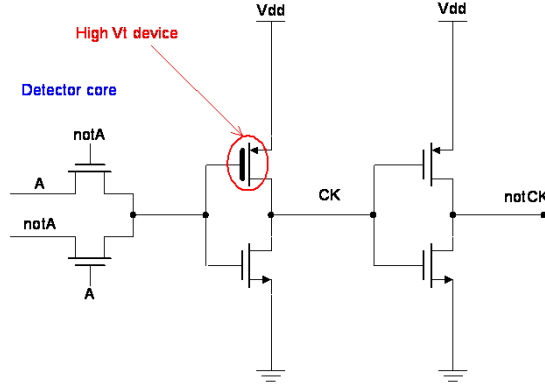 Vdd
Vdd
High Vt device
Detector core
notA
A
CK
notCK
notA
A